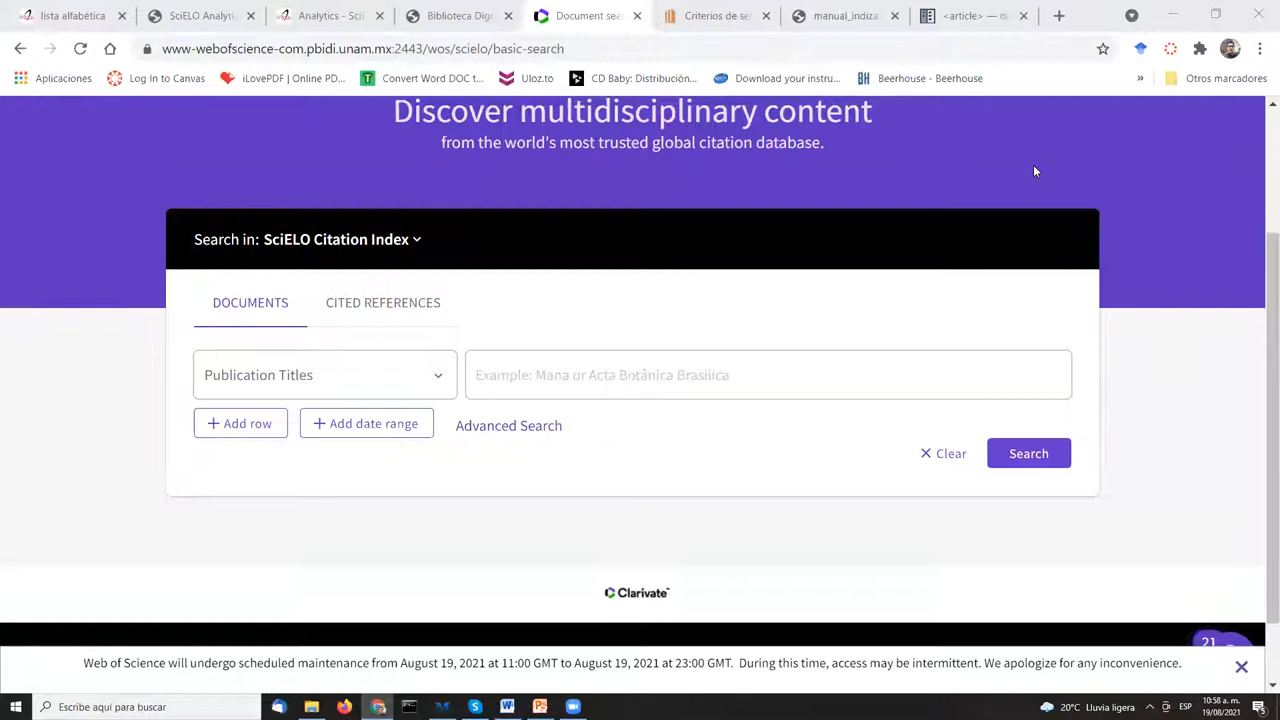 lista alfabétic
SciELO Analyti
Analytics - Sci
Biblioteca Digi
Document sea
Criterios de se
manual_indiza
<article> — d
www-webofscience-com.pbidi.unam.mx:2443/wos/scielo/basic-search
Aplicaciones
Log In to Canvas
iLovePDF | Online PD...
Convert Word DOC t...
Uloz.to
CD Baby: Distribución...
Download your instru...
Beerhouse - Beerhouse
»
Otros marcadores
Discover multidisciplinary content
from the world's most trusted global citation database.
Search in: SciELO Citation Index
DOCUMENTS
CITED REFERENCES
Publication Titles
Example: Mana or Acta Botânica Brasilica
+ Add row
+ Add date range
Advanced Search
× Clear
Search
Clarivate™
21
Web of Science will undergo scheduled maintenance from August 19, 2021 at 11:00 GMT to August 19, 2021 at 23:00 GMT. During this time, access may be intermittent. We apologize for any inconvenience.
Escribe aquí para buscar
20°C Lluvia ligera
ESP
10:58 a. m.
19/08/2021